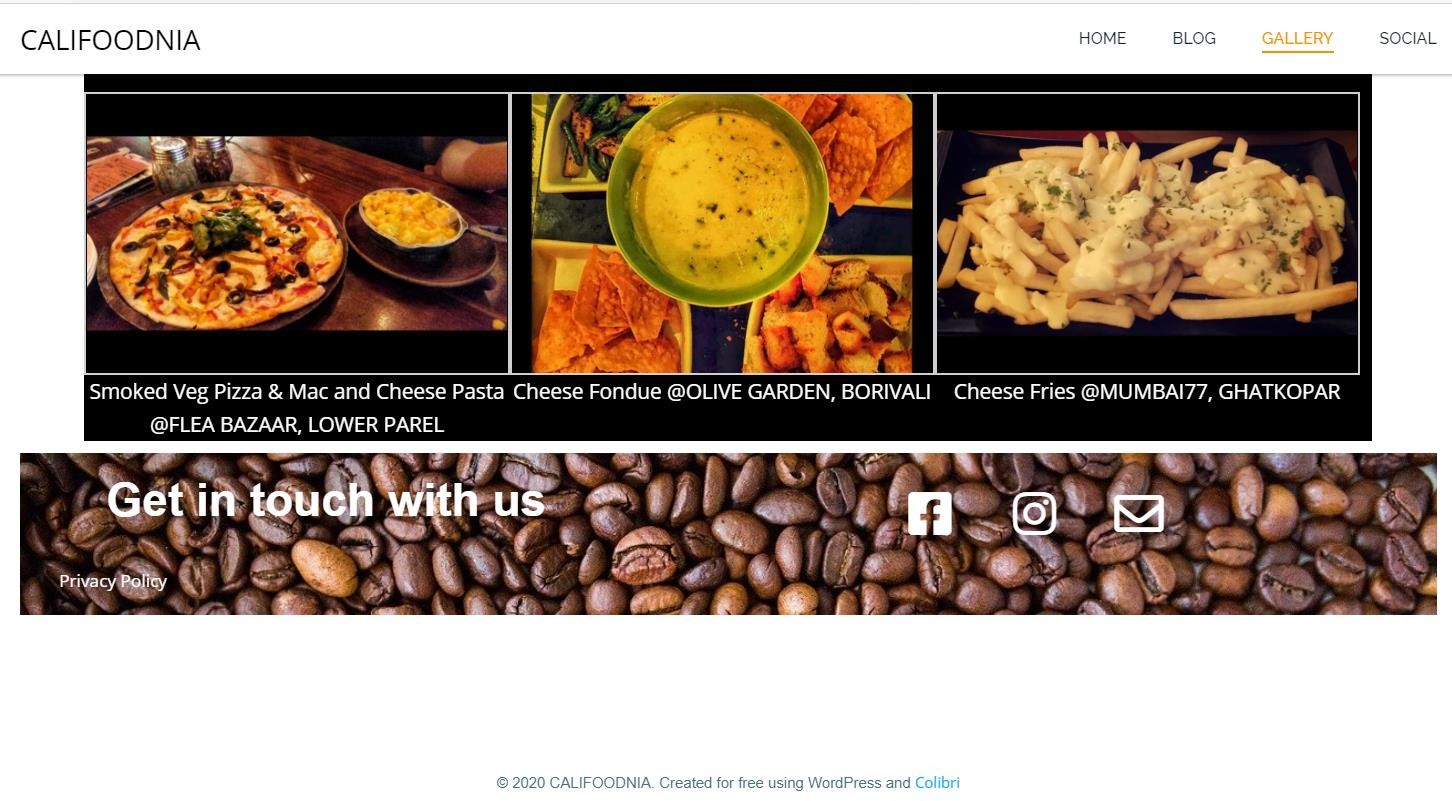 CALIFOODNIA
HOME BLOG GALLERY SOCIAL
Smoked Veg Pizza & Mac and Cheese Pasta
@FLEA BAZAAR, LOWER PAREL
Cheese Fondue @OLIVE GARDEN, BORIVALI
Cheese Fries @MUMBAI77, GHATKOPAR
Get in touch with us
Privacy Policy
© 2020 CALIFOODNIA. Created for free using WordPress and Colibri